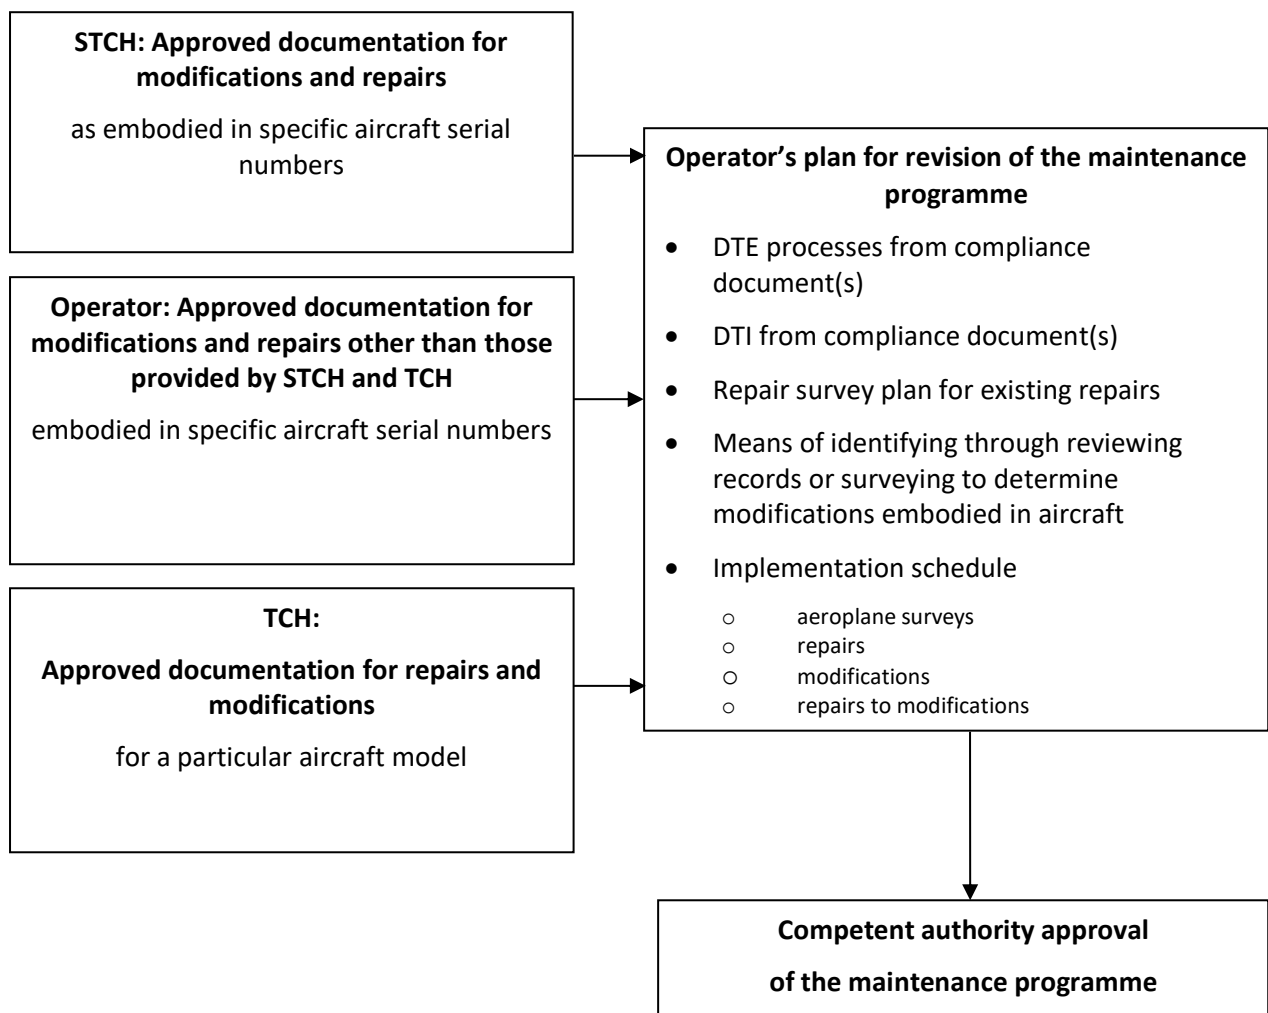 STCH: Approved documentation for
modifications and repairs
as embodied in specific aircraft serial
numbers
Operator: Approved documentation for
modifications and repairs other than those
provided by STCH and TCH
embodied in specific aircraft serial numbers
TCH:
Approved documentation for repairs and
modifications
for a particular aircraft model
Operator’s plan for revision of the maintenance
programme
• DTE processes from compliance
document(s)
• DTI from compliance document(s)
• Repair survey plan for existing repairs
• Means of identifying through reviewing
records or surveying to determine
modifications embodied in aircraft
• Implementation schedule
o aeroplane surveys
o repairs
o modifications
o repairs to modifications
Competent authority approval
of the maintenance programme